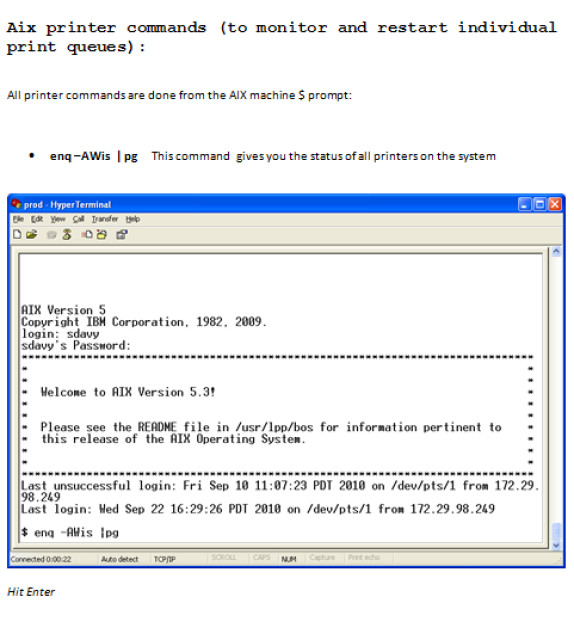 Aix printer commands (to monitor and restart individual
print queues):
All printer commands are done from the AIX machine $ prompt:
• enq –AWis | pg This command gives you the status of all printers on the system
prod - HyperTerminal
File Edit View Call Transfer Help
AIX Version 5
Copyright IBM Corporation, 1982, 2009.
login: sdavy
sdavy's Password:
*******************************************************************************
*                                                                             *
*                                                                             *
*  Welcome to AIX Version 5.3!                                                *
*                                                                             *
*                                                                             *
*  Please see the README file in /usr/lpp/bos for information pertinent to    *
*  this release of the AIX Operating System.                                  *
*                                                                             *
*                                                                             *
*******************************************************************************
Last unsuccessful login: Fri Sep 10 11:07:23 PDT 2010 on /dev/pts/1 from 172.29.
98.249
Last login: Wed Sep 22 16:29:26 PDT 2010 on /dev/pts/1 from 172.29.98.249
$ enq -AWis |pg
Connected 0:00:22 Auto detect TCP/IP SCROLL CAPS NUM Capture Print echo
Hit Enter